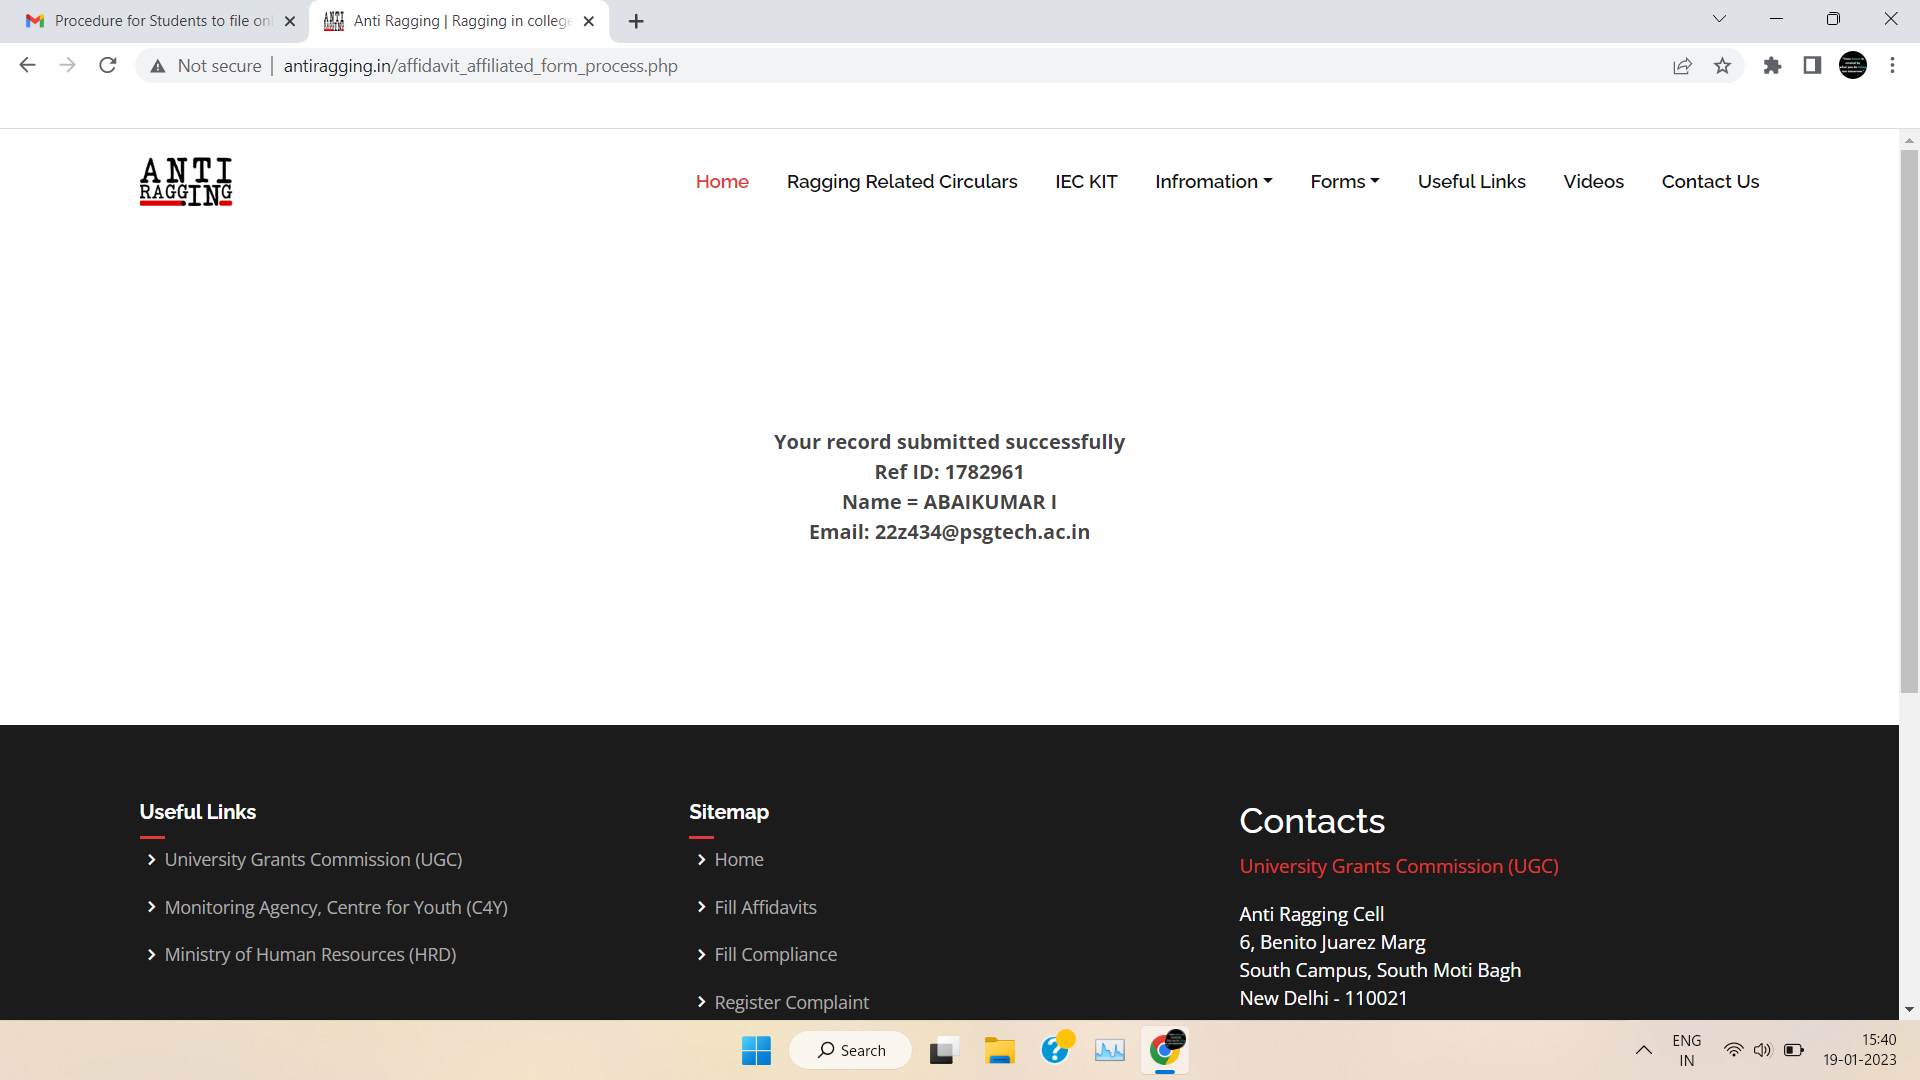 Procedure for Students to file onl
Anti Ragging | Ragging in college
Not secure | antiragging.in/affidavit_affiliated_form_process.php
ANTI
RAGGING
Home
Ragging Related Circulars
IEC KIT
Infromation
Forms
Useful Links
Videos
Contact Us
Your record submitted successfully
Ref ID: 1782961
Name = ABAIKUMAR I
Email: 22z434@psgtech.ac.in
Useful Links
University Grants Commission (UGC)
Monitoring Agency, Centre for Youth (C4Y)
Ministry of Human Resources (HRD)
Sitemap
Home
Fill Affidavits
Fill Compliance
Register Complaint
Contacts
University Grants Commission (UGC)
Anti Ragging Cell
6, Benito Juarez Marg
South Campus, South Moti Bagh
New Delhi - 110021
Search
ENG
IN
15:40
19-01-2023